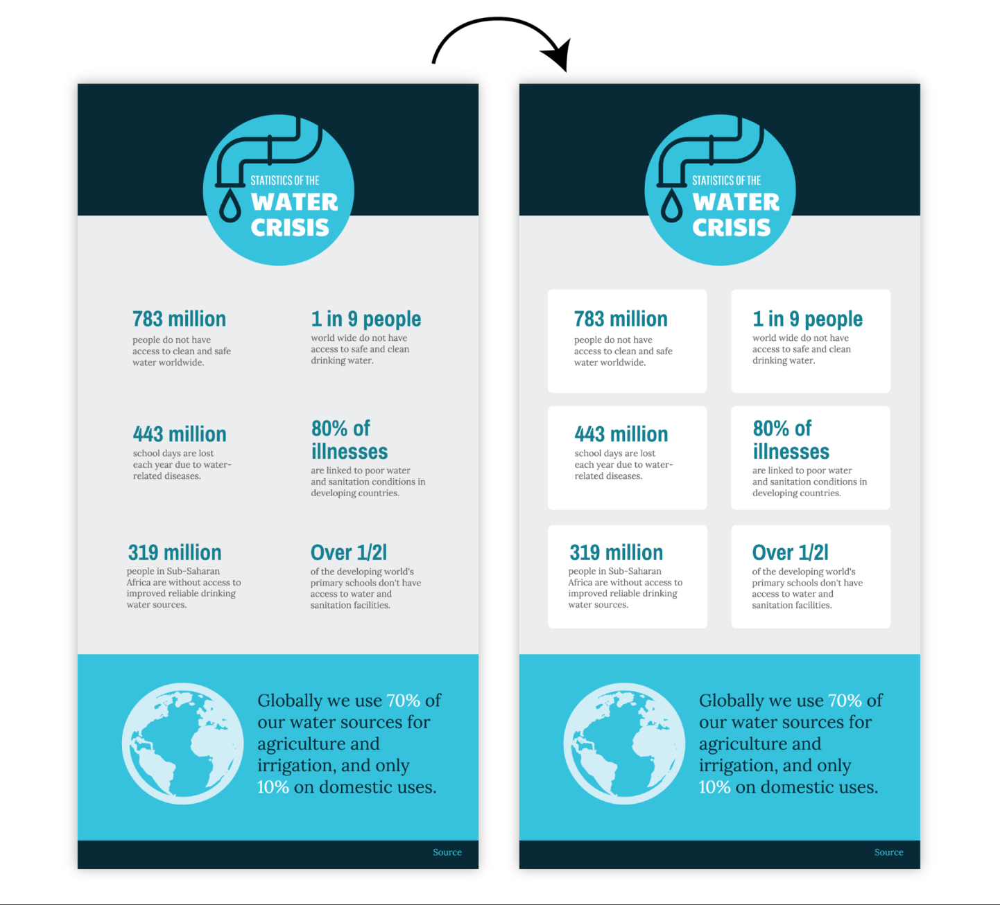 STATISTICS OF THE
WATER
CRISIS
783 million
people do not have
access to clean and safe
water worldwide.
1 in 9 people
world wide do not have
access to safe and clean
drinking water.
443 million
school days are lost
each year due to water-
related diseases.
80% of
illnesses
are linked to poor water
and sanitation conditions in
developing countries.
319 million
people in Sub-Saharan
Africa are without access to
improved reliable drinking
water sources.
Over 1/2l
of the developing world's
primary schools don't have
access to water and
sanitation facilities.
Globally we use 70% of
our water sources for
agriculture and
irrigation, and only
10% on domestic uses.
Source
STATISTICS OF THE
WATER
CRISIS
783 million
people do not have
access to clean and safe
water worldwide.
1 in 9 people
world wide do not have
access to safe and clean
drinking water.
443 million
school days are lost
each year due to water-
related diseases.
80% of
illnesses
are linked to poor water
and sanitation conditions in
developing countries.
319 million
people in Sub-Saharan
Africa are without access to
improved reliable drinking
water sources.
Over 1/2l
of the developing world's
primary schools don't have
access to water and
sanitation facilities.
Globally we use 70% of
our water sources for
agriculture and
irrigation, and only
10% on domestic uses.
Source